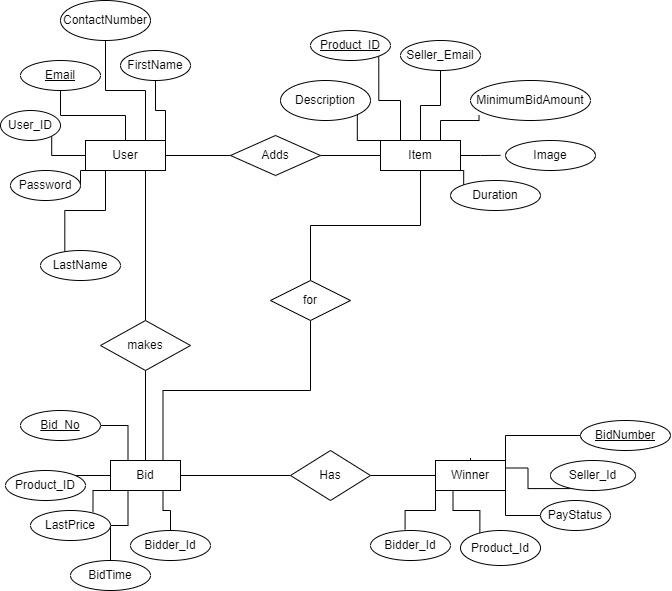 ContactNumber
Product_ID
Seller_Email
FirstName
Email
Description
MinimumBidAmount
User_ID
User
Adds
Item
Image
Password
Duration
LastName
for
makes
Bid_No
BidNumber
Bid
Has
Winner
Seller_Id
Product_ID
PayStatus
LastPrice
Bidder_Id
Bidder_Id
Product_Id
BidTime